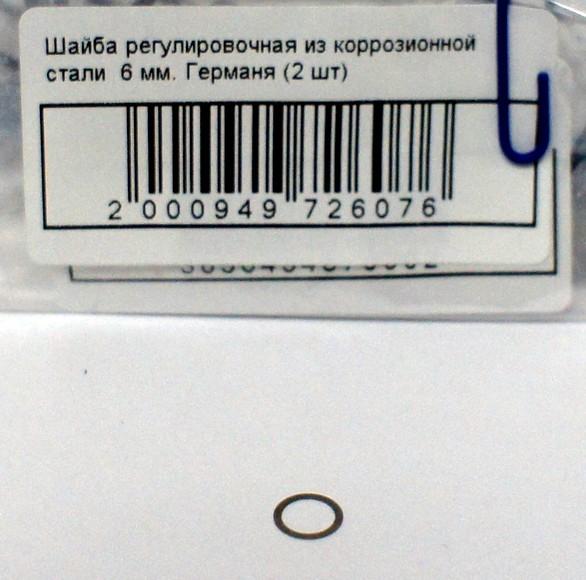 Шайба регулировочная из коррозионной
стали 6 мм. Германя (2 шт)
2 000949 726076